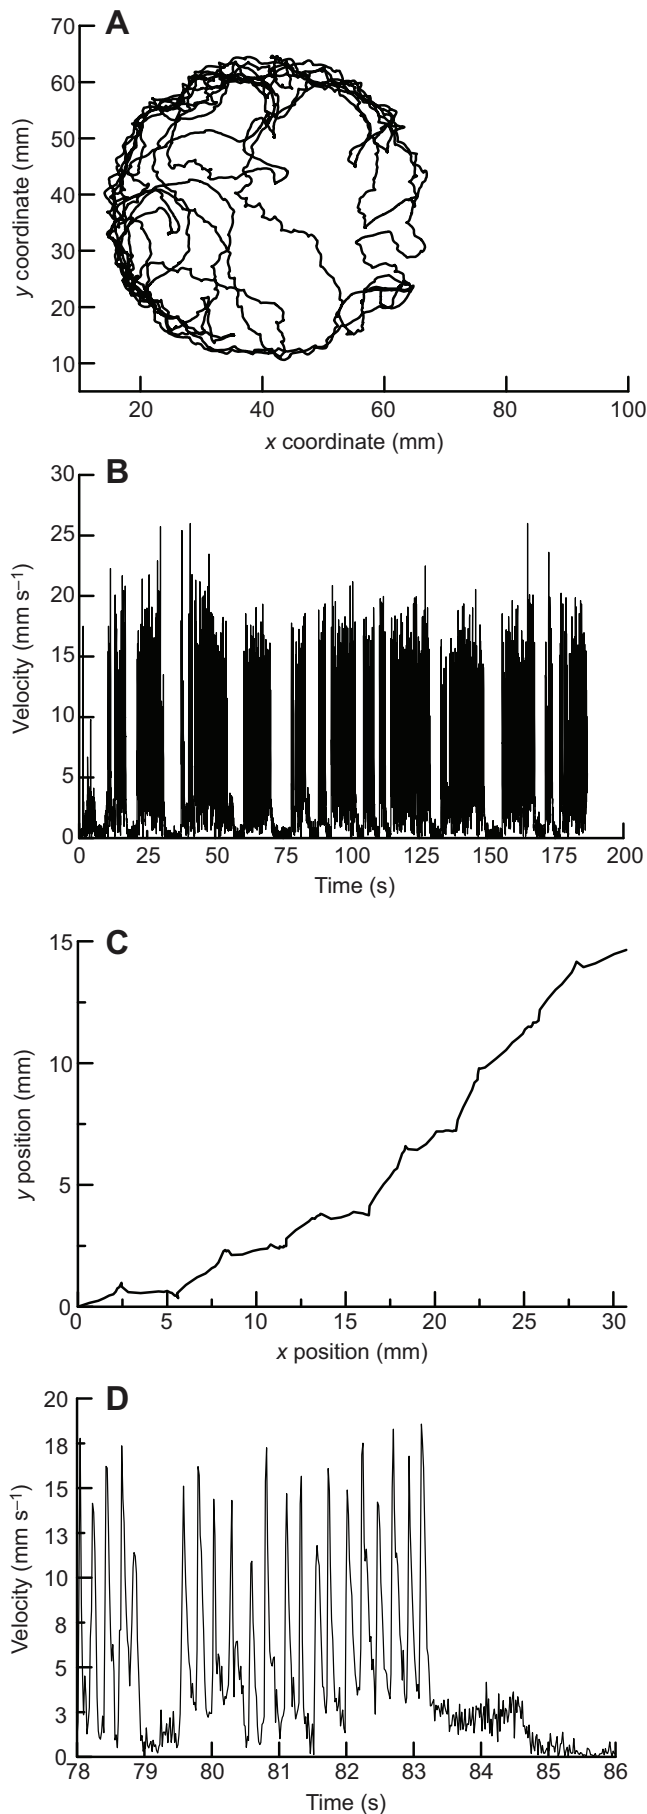 A
70
60
50
40
30
20
10
y coordinate (mm)
20 40 60 80 100
x coordinate (mm)
B
30
25
20
15
10
5
0
Velocity (mm s–1)
0 25 50 75 100 125 150 175 200
Time (s)
C
15
10
5
0
y position (mm)
0 5 10 15 20 25 30
x position (mm)
D
20
18
15
13
10
8
5
3
0
Velocity (mm s–1)
78 79 80 81 82 83 84 85 86
Time (s)